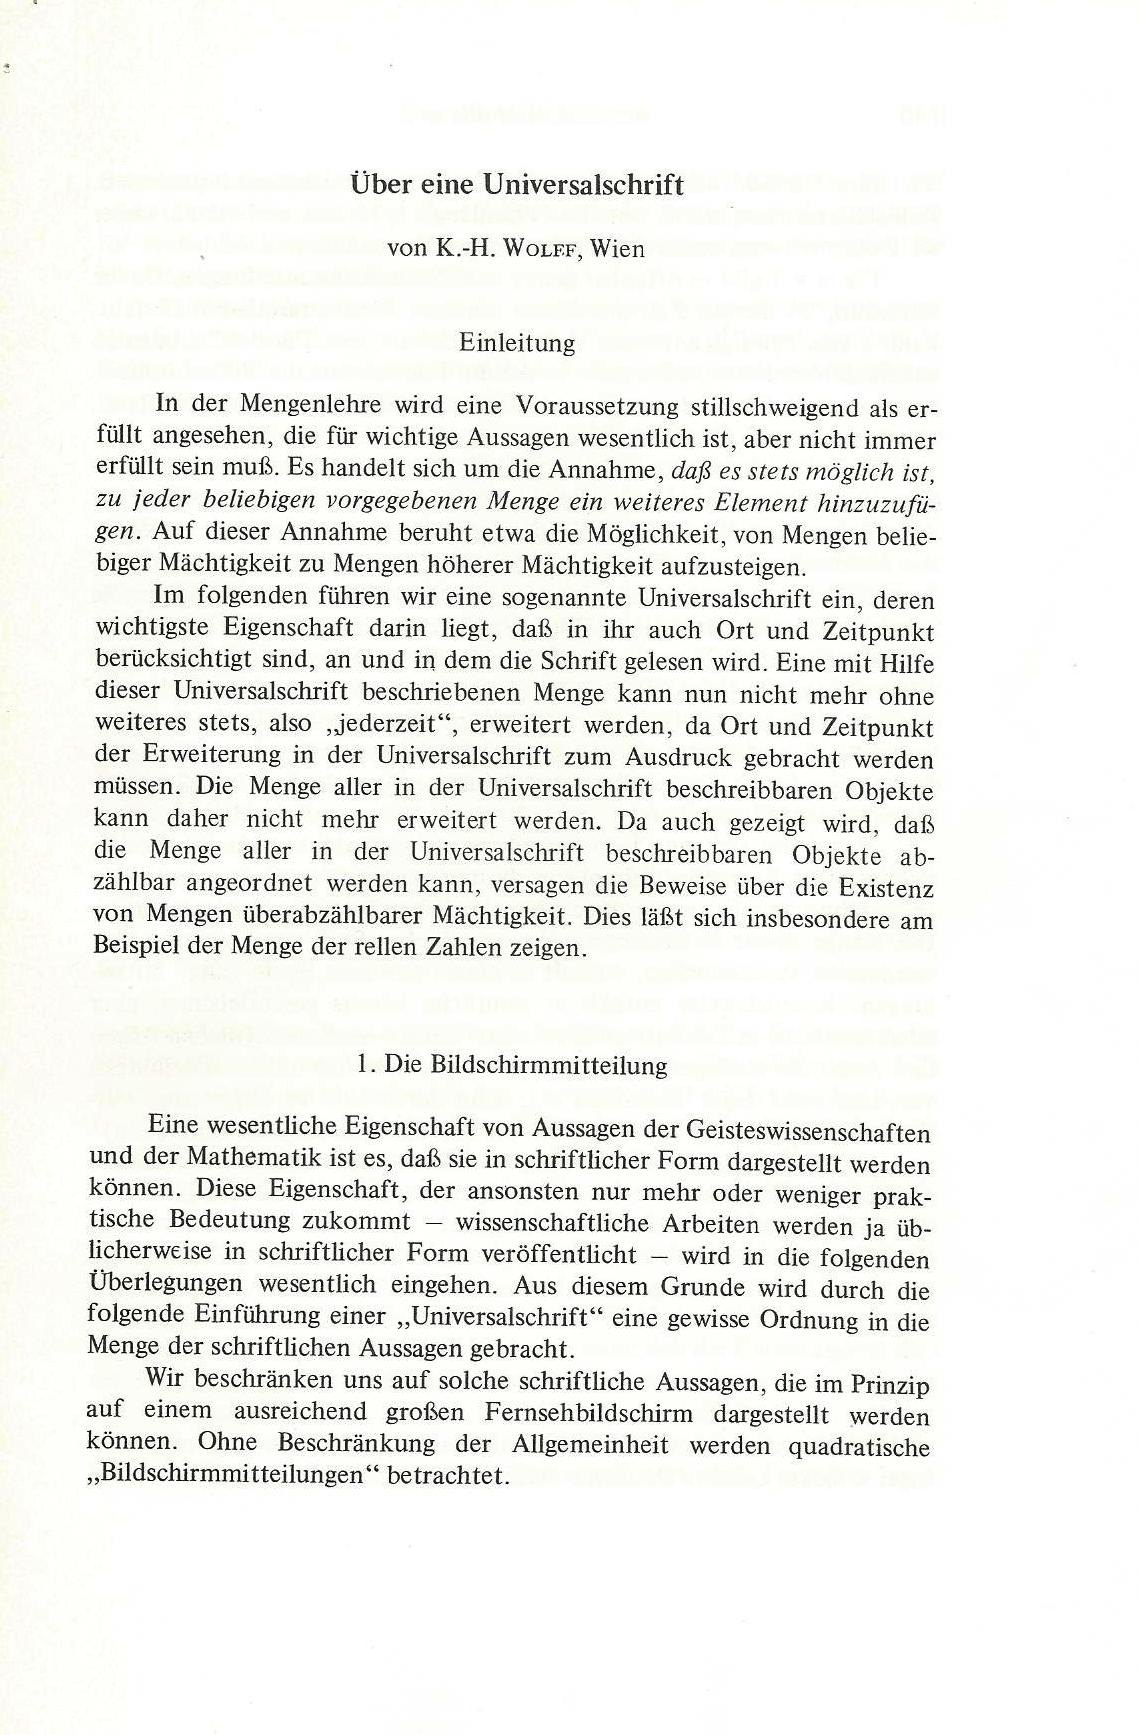 Über eine Universalschrift
von K.-H. WOLFF, Wien
Einleitung
In der Mengenlehre wird eine Voraussetzung stillschweigend als er-
füllt angesehen, die für wichtige Aussagen wesentlich ist, aber nicht immer
erfüllt sein muß. Es handelt sich um die Annahme, daß es stets möglich ist,
zu jeder beliebigen vorgegebenen Menge ein weiteres Element hinzuzufü-
gen. Auf dieser Annahme beruht etwa die Möglichkeit, von Mengen belie-
biger Mächtigkeit zu Mengen höherer Mächtigkeit aufzusteigen.
Im folgenden führen wir eine sogenannte Universalschrift ein, deren
wichtigste Eigenschaft darin liegt, daß in ihr auch Ort und Zeitpunkt
berücksichtigt sind, an und in dem die Schrift gelesen wird. Eine mit Hilfe
dieser Universalschrift beschriebenen Menge kann nun nicht mehr ohne
weiteres stets, also „jederzeit“, erweitert werden, da Ort und Zeitpunkt
der Erweiterung in der Universalschrift zum Ausdruck gebracht werden
müssen. Die Menge aller in der Universalschrift beschreibbaren Objekte
kann daher nicht mehr erweitert werden. Da auch gezeigt wird, daß
die Menge aller in der Universalschrift beschreibbaren Objekte ab-
zählbar angeordnet werden kann, versagen die Beweise über die Existenz
von Mengen überabzählbarer Mächtigkeit. Dies läßt sich insbesondere am
Beispiel der Menge der rellen Zahlen zeigen.
1. Die Bildschirmmitteilung
Eine wesentliche Eigenschaft von Aussagen der Geisteswissenschaften
und der Mathematik ist es, daß sie in schriftlicher Form dargestellt werden
können. Diese Eigenschaft, der ansonsten nur mehr oder weniger prak-
tische Bedeutung zukommt – wissenschaftliche Arbeiten werden ja üb-
licherweise in schriftlicher Form veröffentlicht – wird in die folgenden
Überlegungen wesentlich eingehen. Aus diesem Grunde wird durch die
folgende Einführung einer „Universalschrift“ eine gewisse Ordnung in die
Menge der schriftlichen Aussagen gebracht.
Wir beschränken uns auf solche schriftliche Aussagen, die im Prinzip
auf einem ausreichend großen Fernsehbildschirm dargestellt werden
können. Ohne Beschränkung der Allgemeinheit werden quadratische
„Bildschirmmitteilungen“ betrachtet.